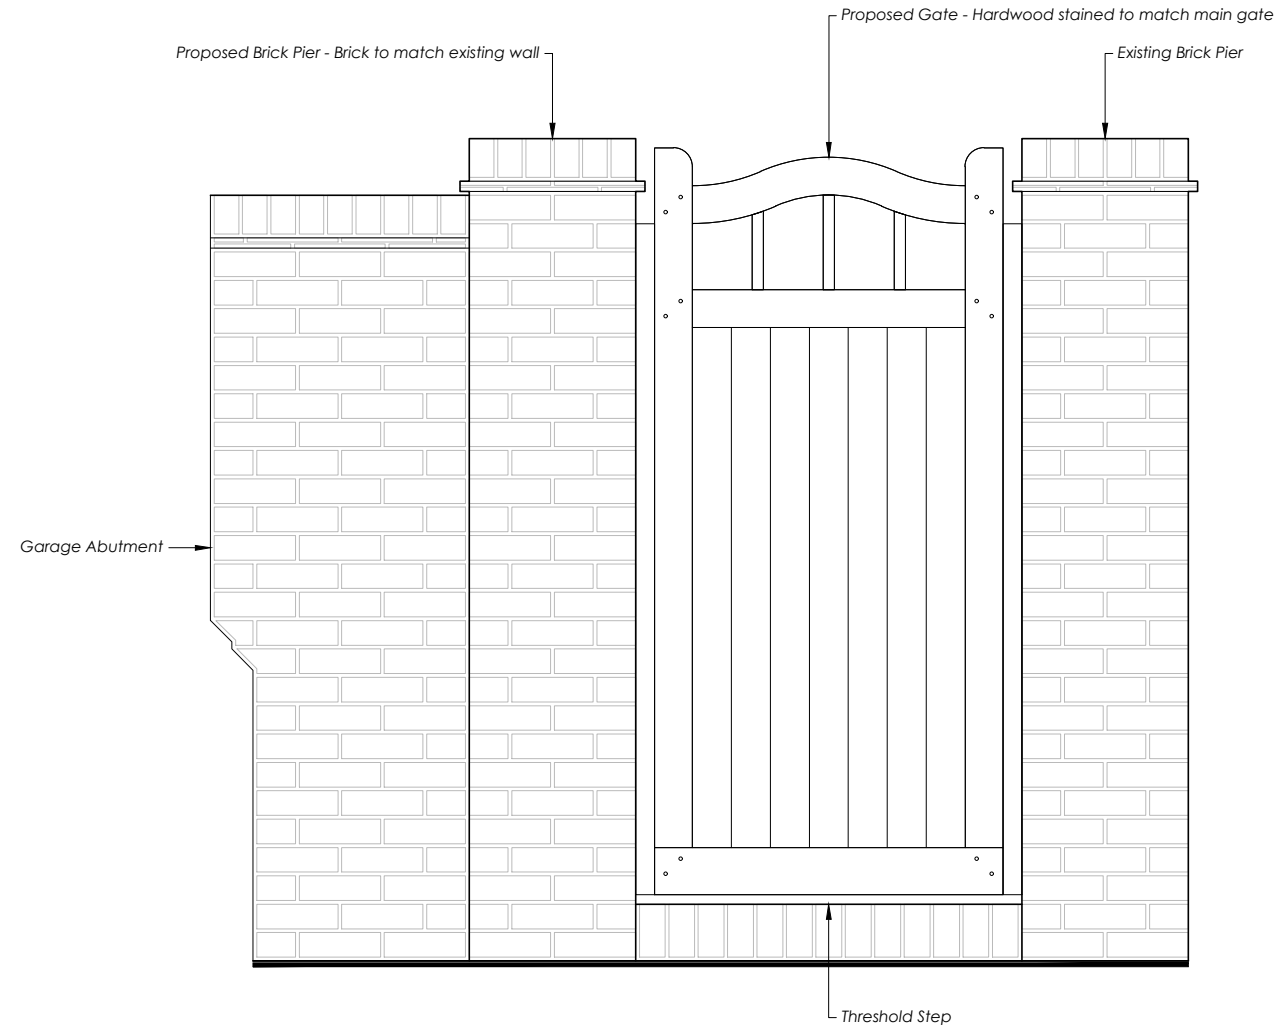 Proposed Gate - Hardwood stained to match main gate
Proposed Brick Pier - Brick to match existing wall
Existing Brick Pier
Garage Abutment
Threshold Step